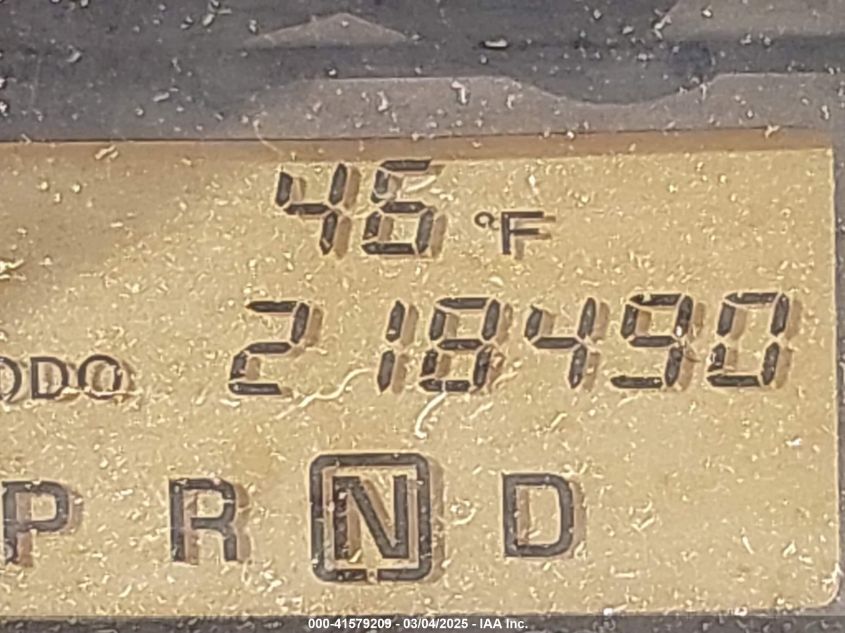 46 °F
ODO 218490
P R N D
000-41579209 - 03/04/2025 - IAA Inc.